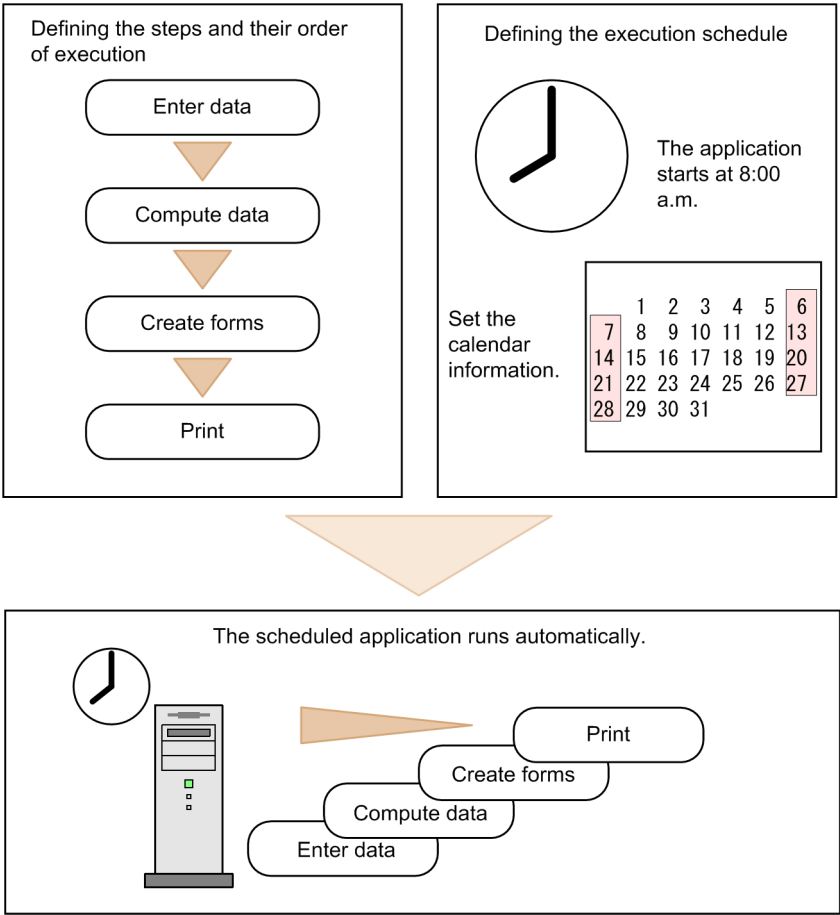 Defining the steps and their order
of execution
Enter data
Compute data
Create forms
Print
Defining the execution schedule
The application
starts at 8:00
a.m.
Set the
calendar
information.
1 2 3 4 5 6
7 8 9 10 11 12 13
14 15 16 17 18 19 20
21 22 23 24 25 26 27
28 29 30 31
The scheduled application runs automatically.
Print
Create forms
Compute data
Enter data